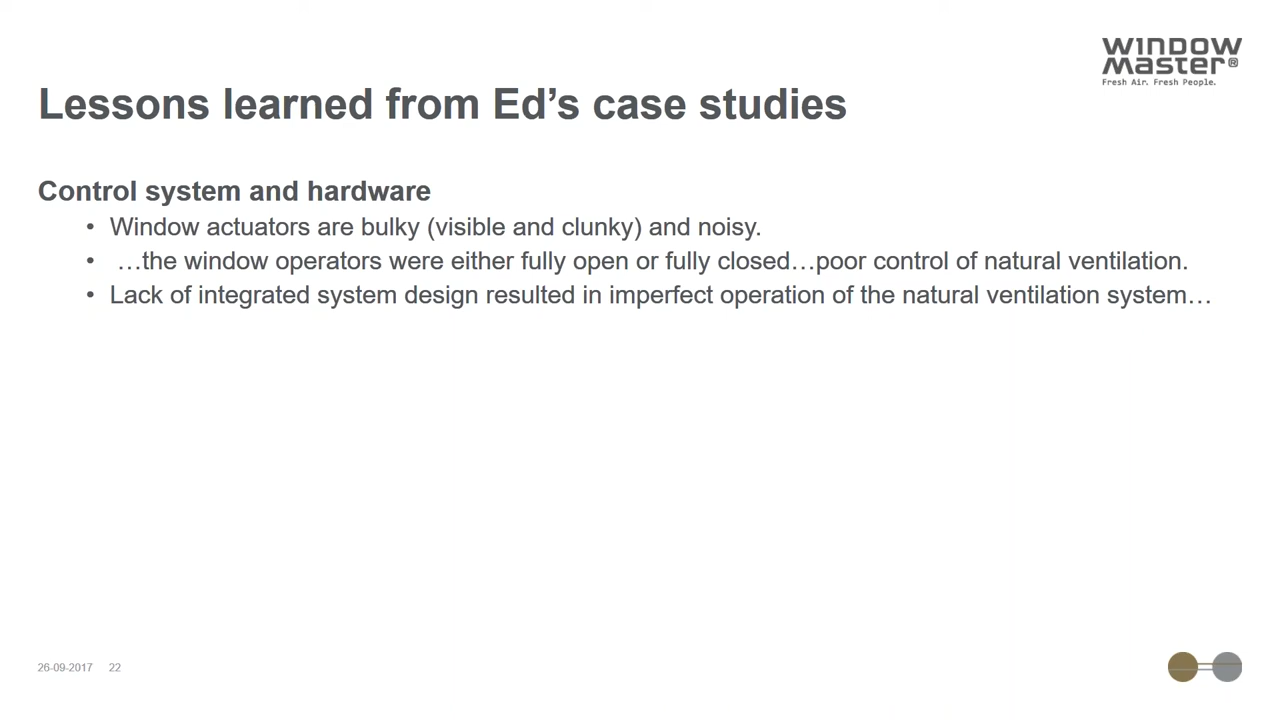 WINDOW
MASTER®
Fresh Air. Fresh People.
Lessons learned from Ed’s case studies
Control system and hardware
• Window actuators are bulky (visible and clunky) and noisy.
• …the window operators were either fully open or fully closed…poor control of natural ventilation.
• Lack of integrated system design resulted in imperfect operation of the natural ventilation system…
26-09-2017 22